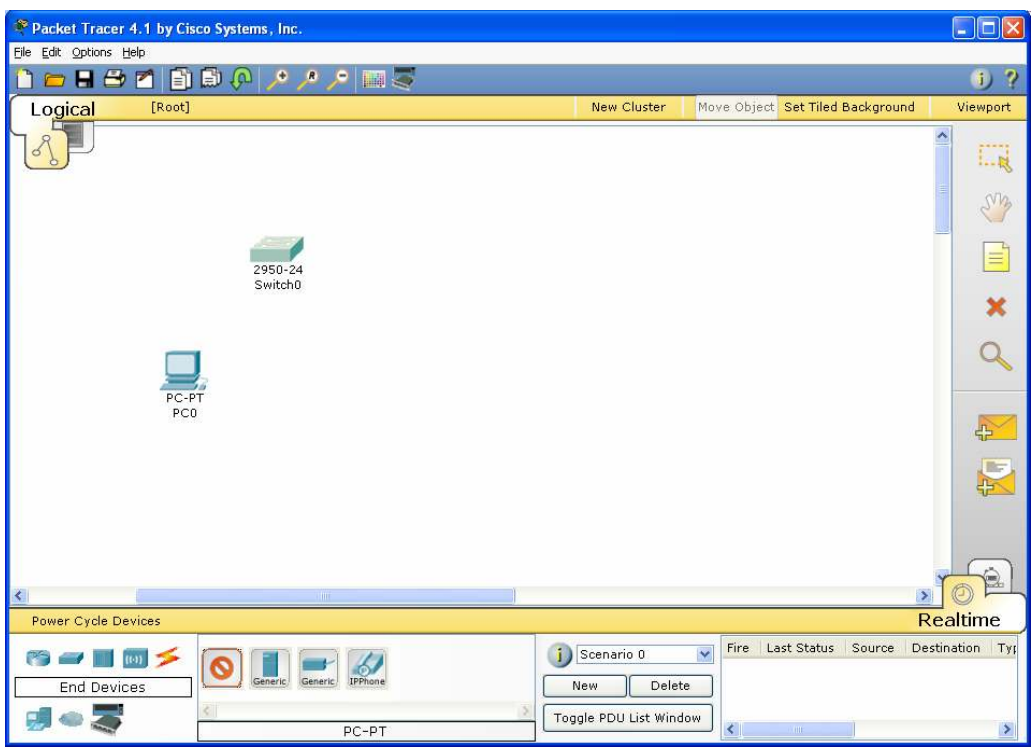 Packet Tracer 4.1 by Cisco Systems, Inc.
File Edit Options Help
Logical [Root] New Cluster Move Object Set Tiled Background Viewport
2950-24
Switch0
PC-PT
PC0
Power Cycle Devices Realtime
End Devices
Generic Generic IPPhone
PC-PT
Scenario 0
New Delete
Toggle PDU List Window
Fire Last Status Source Destination Typ